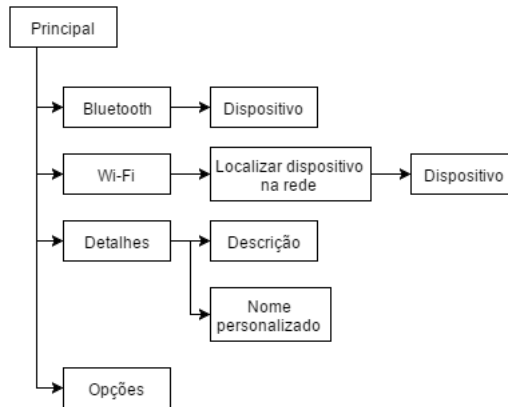 Principal
Bluetooth
Dispositivo
Wi-Fi
Localizar dispositivo
na rede
Dispositivo
Detalhes
Descrição
Nome
personalizado
Opções